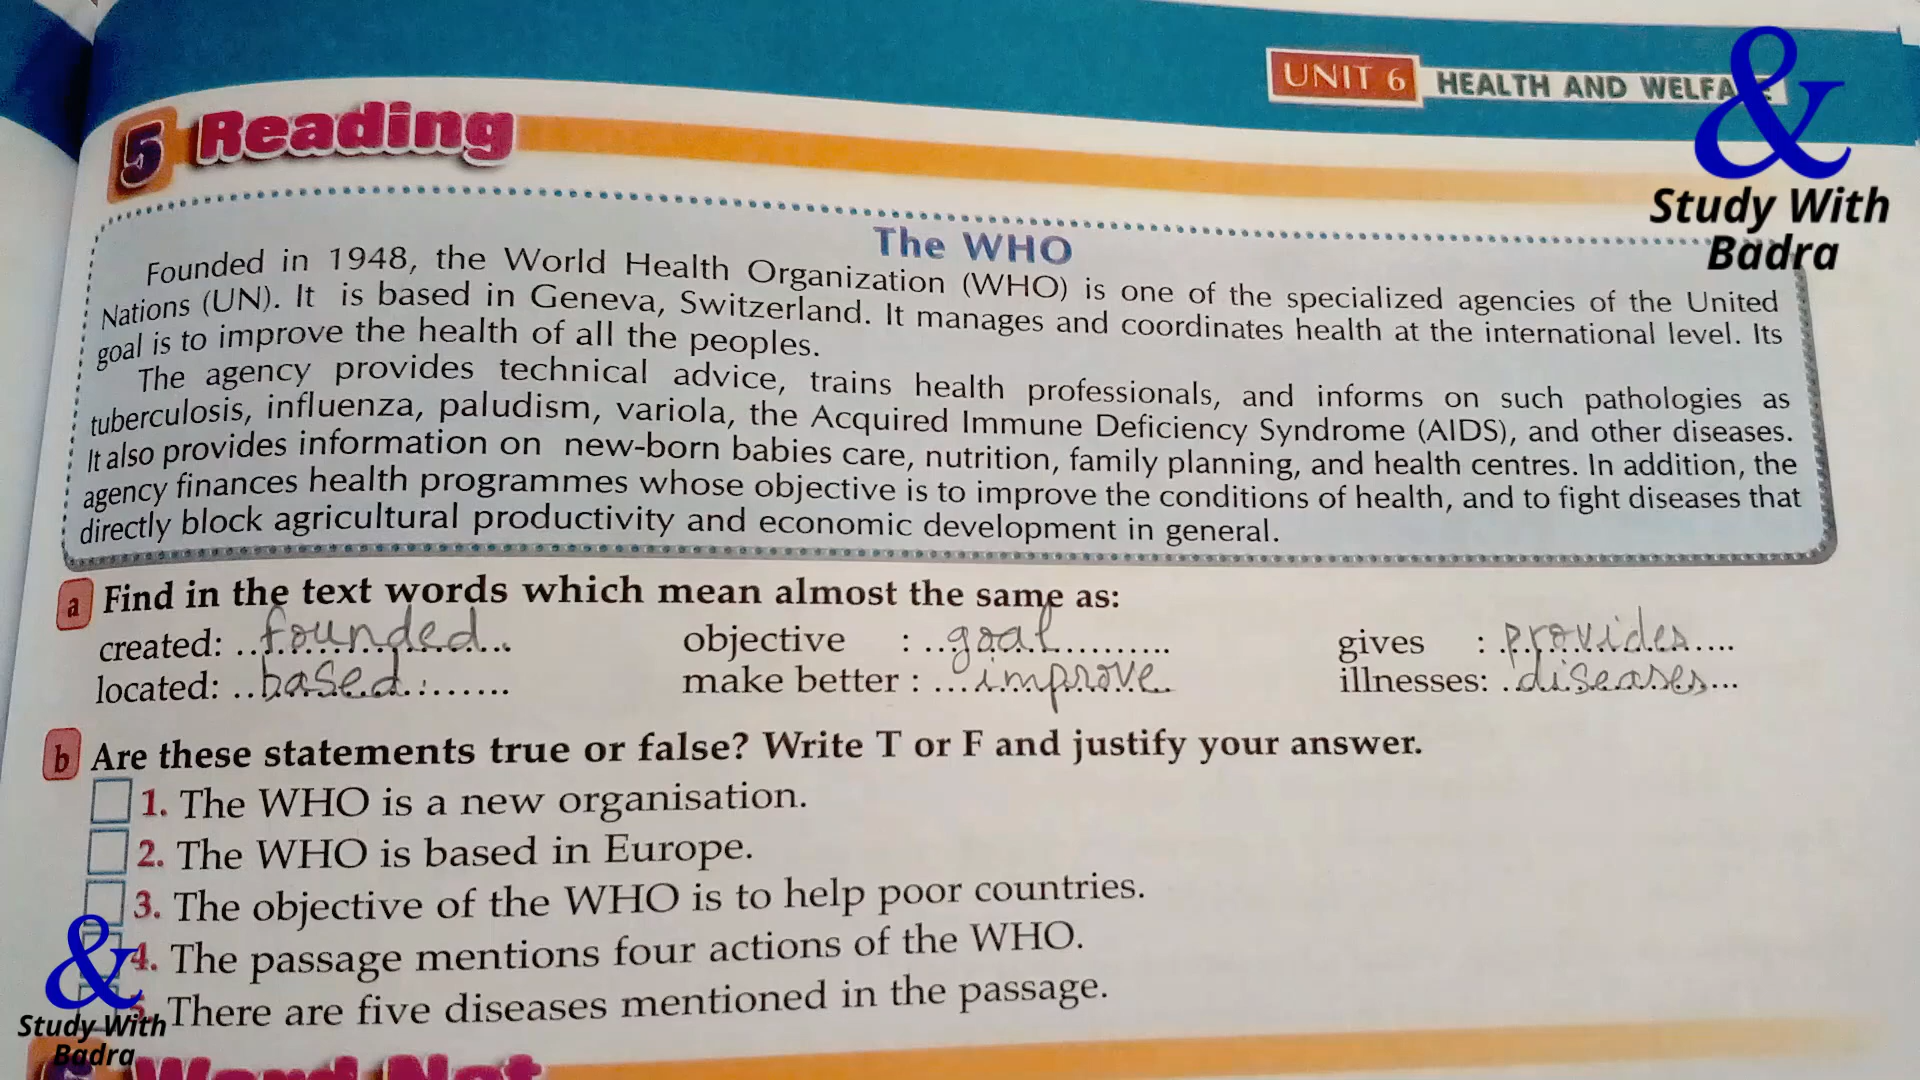 UNIT 6 HEALTH AND WELFA
&
Study With
Badra
5 Reading
The WHO
Founded in 1948, the World Health Organization (WHO) is one of the specialized agencies of the United
Nations (UN). It is based in Geneva, Switzerland. It manages and coordinates health at the international level. Its
goal is to improve the health of all the peoples.
The agency provides technical advice, trains health professionals, and informs on such pathologies as
tuberculosis, influenza, paludism, variola, the Acquired Immune Deficiency Syndrome (AIDS), and other diseases.
It also provides information on new-born babies care, nutrition, family planning, and health centres. In addition, the
agency finances health programmes whose objective is to improve the conditions of health, and to fight diseases that
directly block agricultural productivity and economic development in general.
a Find in the text words which mean almost the same as:
created: founded objective : goal gives : provides
located: based make better : improve illnesses: diseases
b Are these statements true or false? Write T or F and justify your answer.
1. The WHO is a new organisation.
2. The WHO is based in Europe.
3. The objective of the WHO is to help poor countries.
4. The passage mentions four actions of the WHO.
5. There are five diseases mentioned in the passage.
&
Study With
Badra